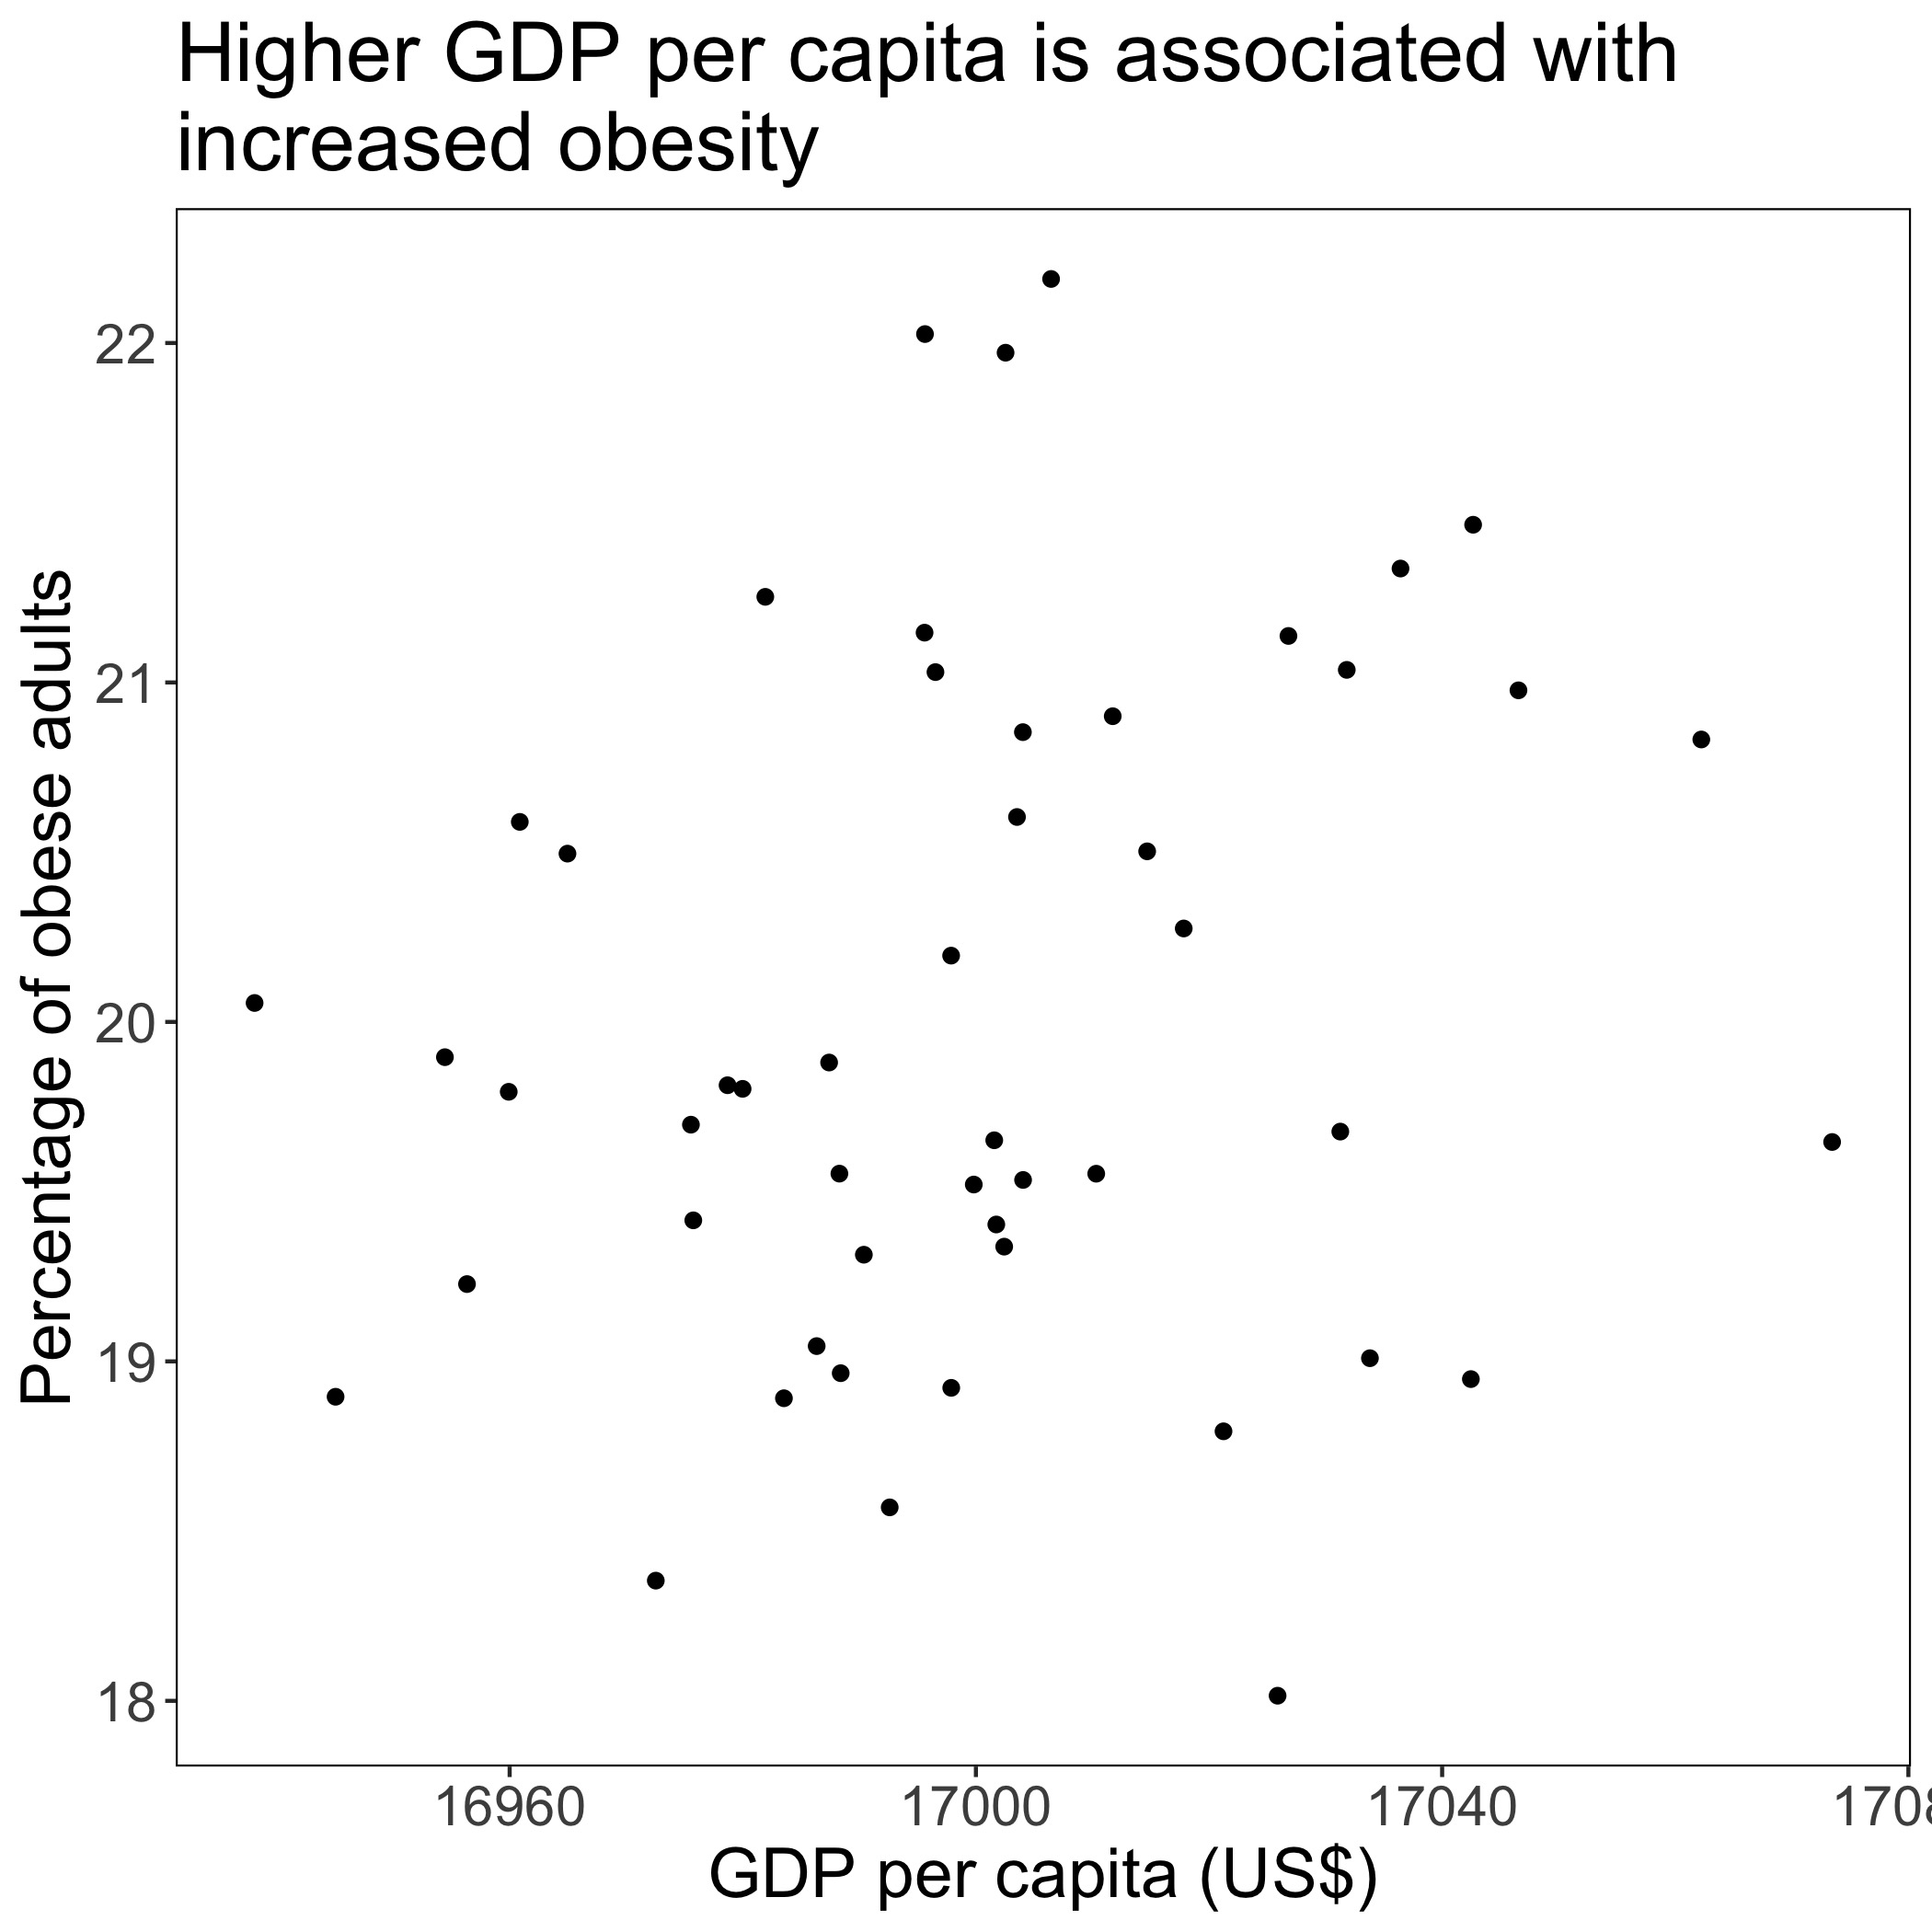 Higher GDP per capita is associated with
increased obesity
Percentage of obese adults
22
21
20
19
18
16960 17000 17040
GDP per capita (US$)